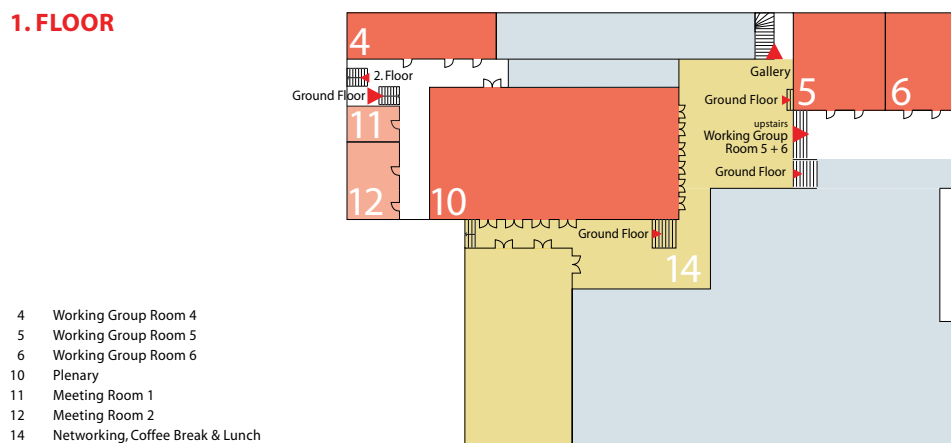 1. FLOOR
4
2. Floor
Ground Floor
11
12
10
Gallery
Ground Floor
upstairs
Working Group
Room 5 + 6
Ground Floor
5
6
Ground Floor
14
4 Working Group Room 4
5 Working Group Room 5
6 Working Group Room 6
10 Plenary
11 Meeting Room 1
12 Meeting Room 2
14 Networking, Coffee Break & Lunch